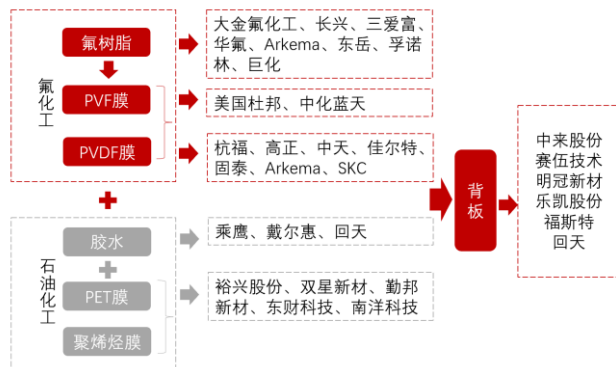 氟化工
氟树脂
大金氟化工、长兴、三爱富、
华氟、Arkema、东岳、孚诺
林、巨化
PVF膜
美国杜邦、中化蓝天
PVDF膜
杭福、高正、中天、佳尔特、
固泰、Arkema、SKC
石油化工
胶水
乘鹰、戴尔惠、回天
PET膜
聚烯烃膜
裕兴股份、双星新材、勤邦
新材、东财科技、南洋科技
背板
中来股份
赛伍技术
明冠新材
乐凯股份
福斯特
回天